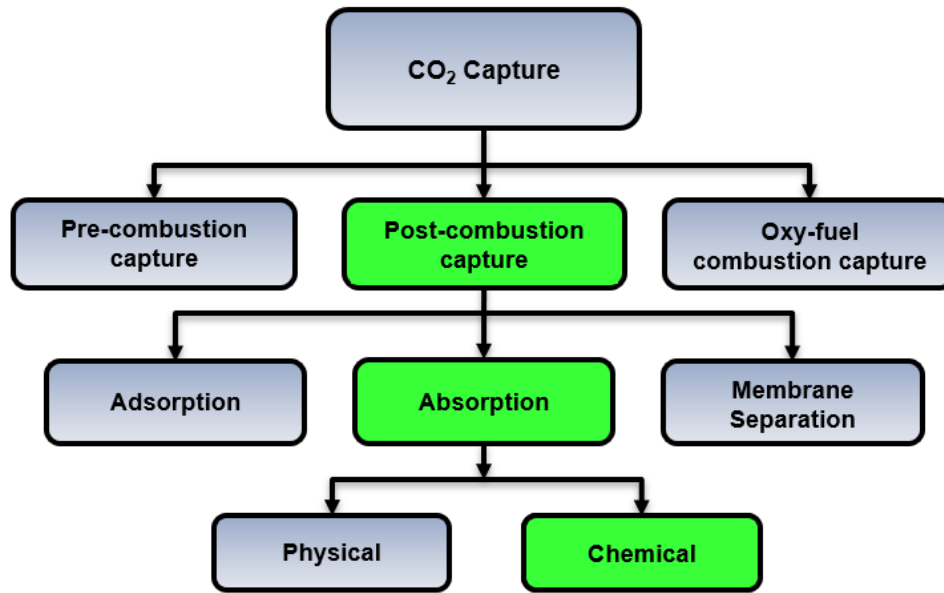 CO₂ Capture
Pre-combustion
capture
Post-combustion
capture
Oxy-fuel
combustion capture
Adsorption
Absorption
Membrane
Separation
Physical
Chemical